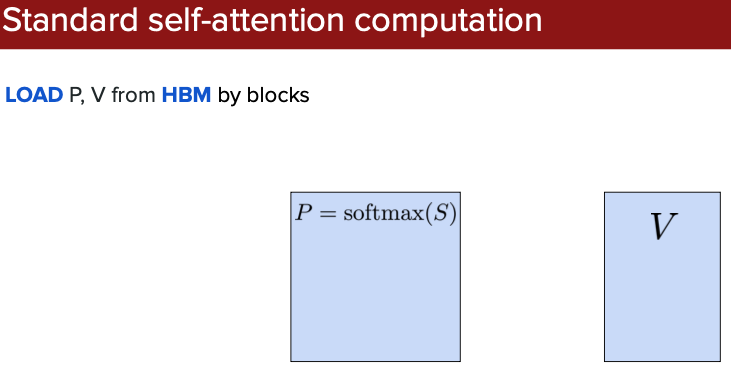 Standard self-attention computation
LOAD P, V from HBM by blocks
P = softmax(S)
V